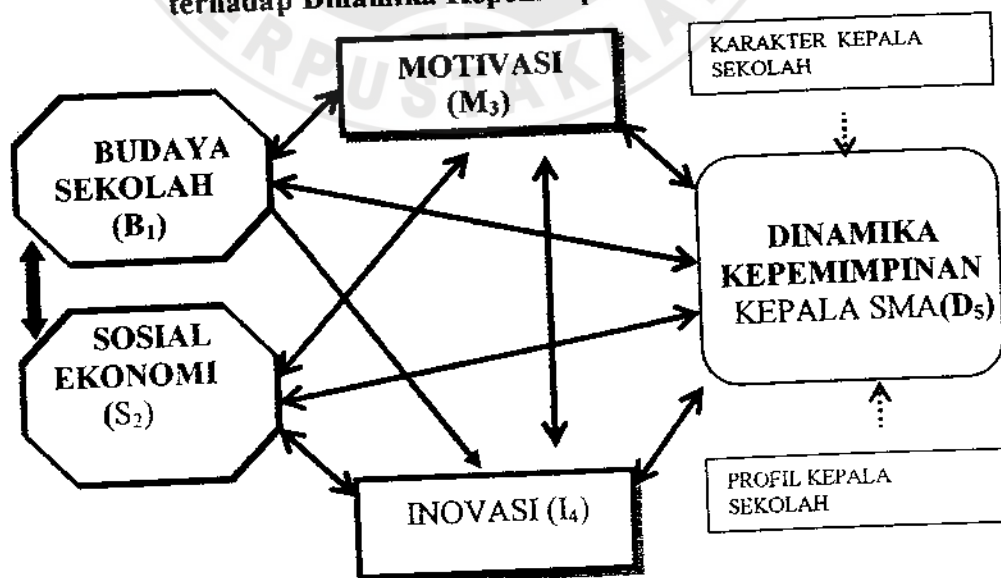 terhadap Dinamika
ERPUSTAKAA
MOTIVASI
(M₃)
KARAKTER KEPALA
SEKOLAH
BUDAYA
SEKOLAH
(B₁)
DINAMIKA
KEPEMIMPINAN
KEPALA SMA(D₅)
SOSIAL
EKONOMI
(S₂)
INOVASI (I₄)
PROFIL KEPALA
SEKOLAH